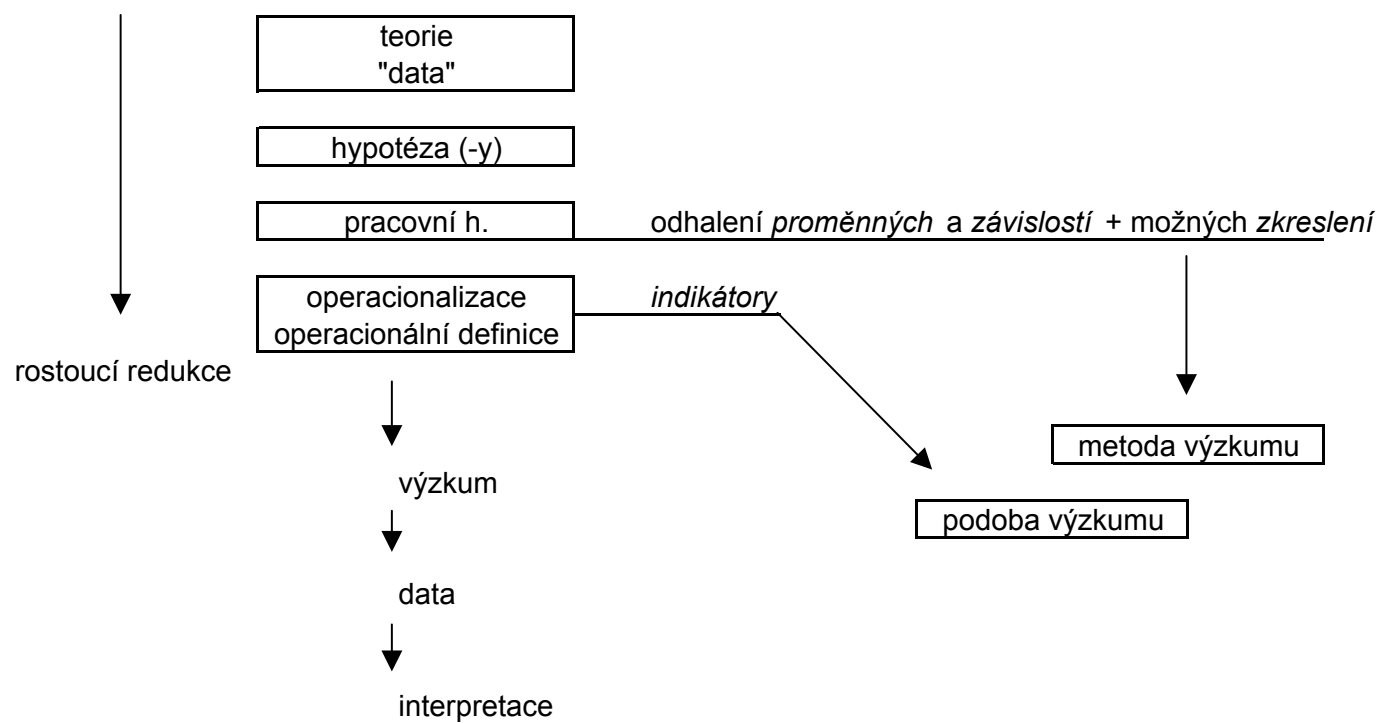 teorie
"data"
hypotéza (-y)
pracovní h.
odhalení proměnných a závislostí + možných zkreslení
operacionalizace
operacionální definice
indikátory
rostoucí redukce
metoda výzkumu
výzkum
podoba výzkumu
data
interpretace